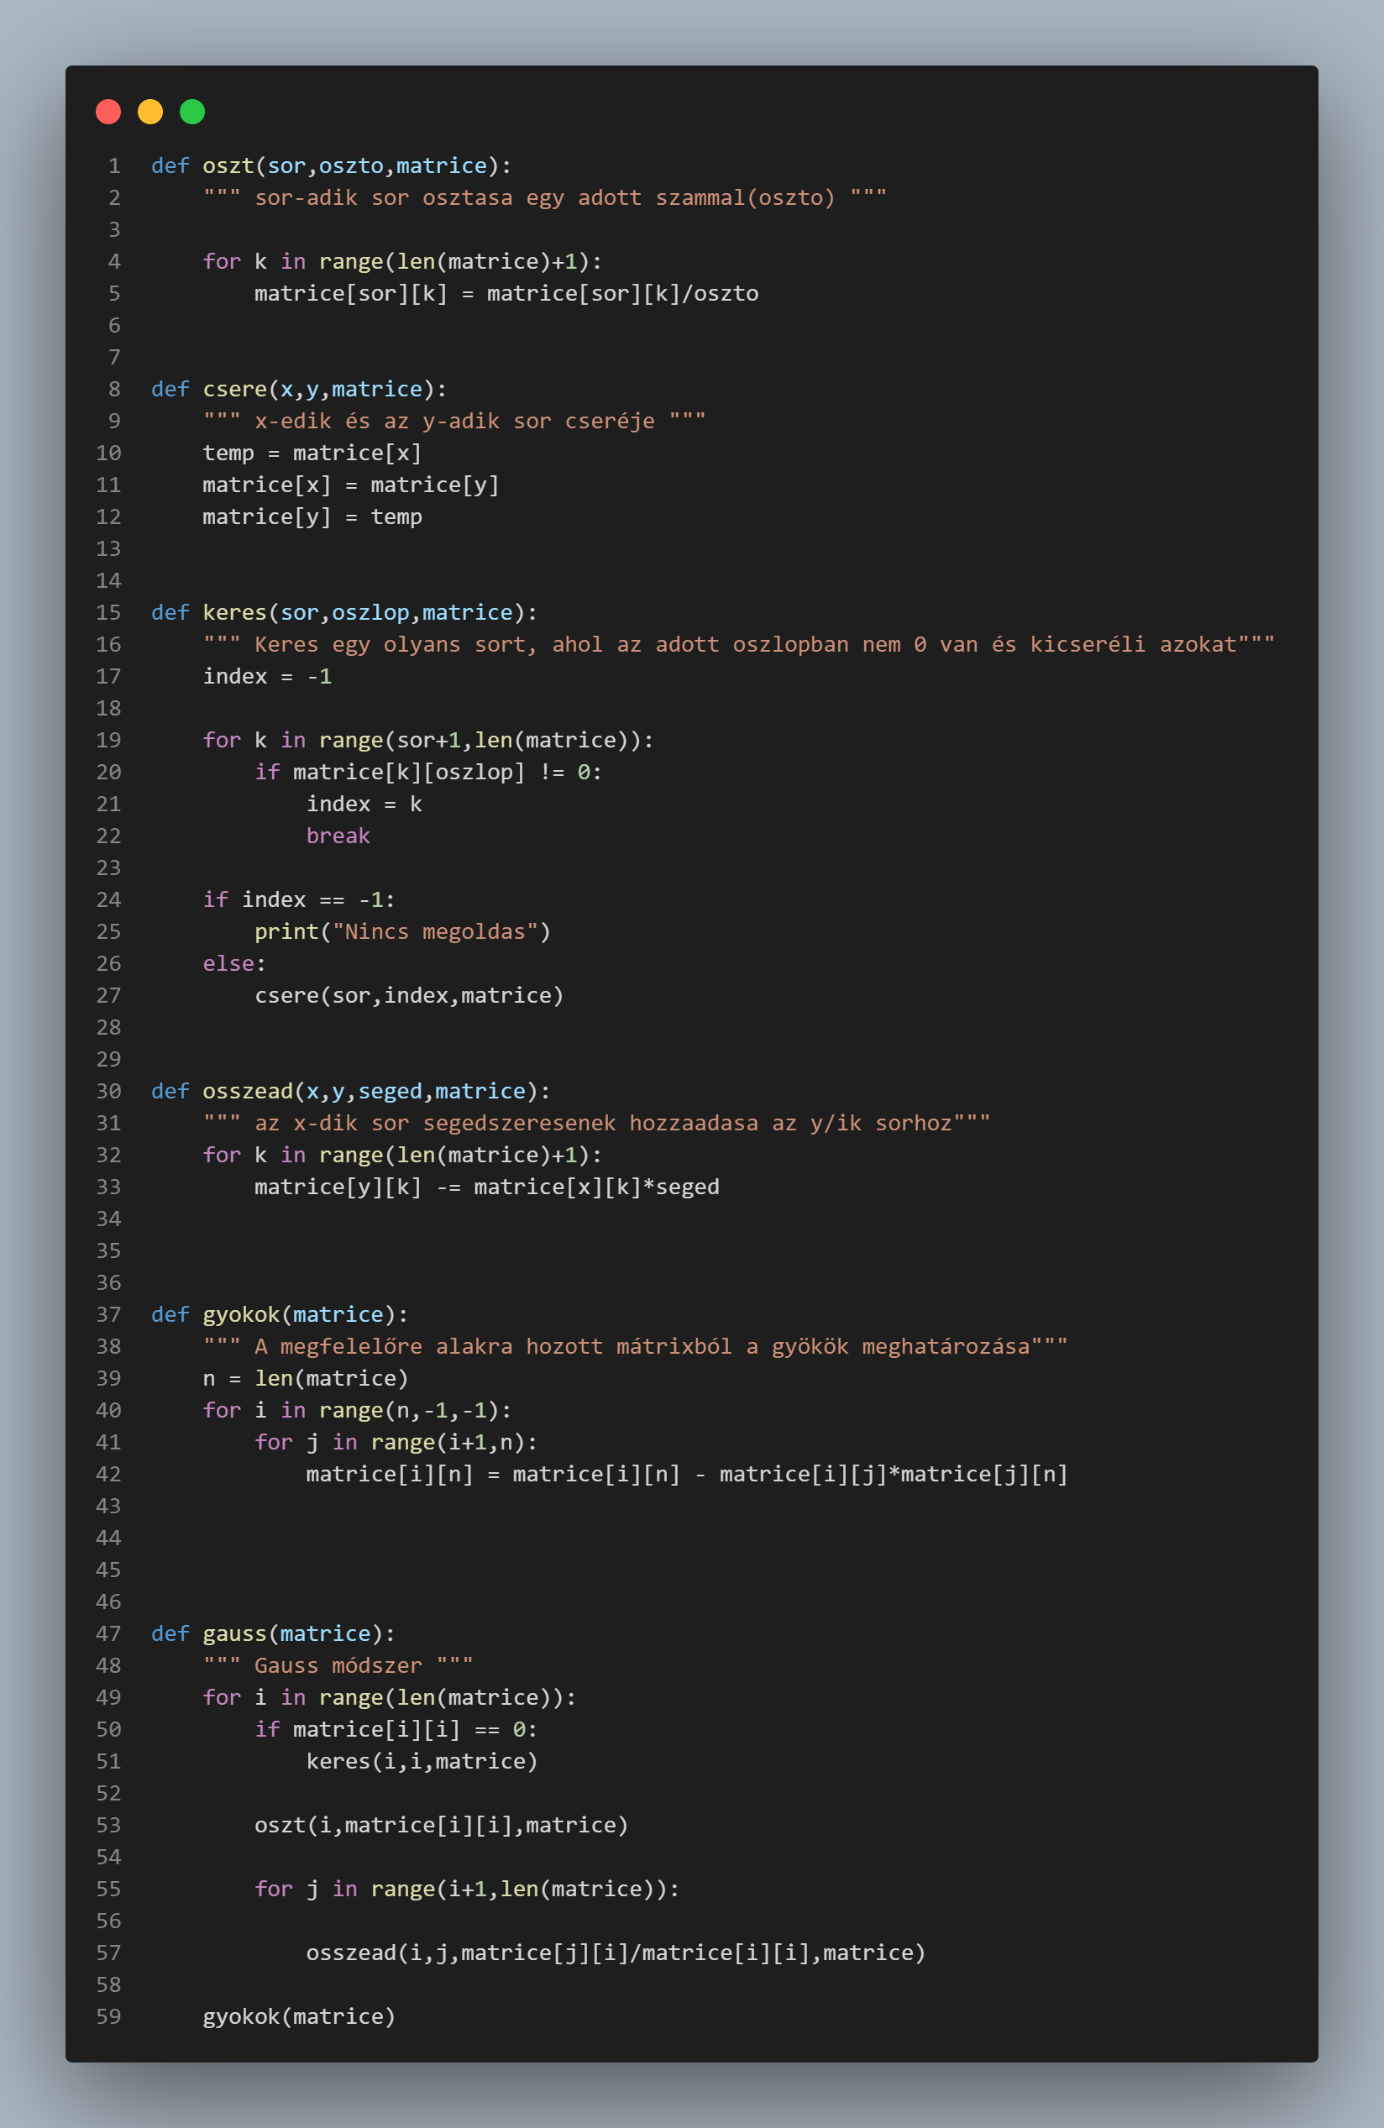 1 def oszt(sor,oszto,matrice):
2     """ sor-adik sor osztasa egy adott szammal(oszto) """
3
4     for k in range(len(matrice)+1):
5         matrice[sor][k] = matrice[sor][k]/oszto
6
7
8 def csere(x,y,matrice):
9     """ x-edik és az y-adik sor cseréje """
10     temp = matrice[x]
11     matrice[x] = matrice[y]
12     matrice[y] = temp
13
14
15 def keres(sor,oszlop,matrice):
16     """ Keres egy olyans sort, ahol az adott oszlopban nem 0 van és kicseréli azokat"""
17     index = -1
18
19     for k in range(sor+1,len(matrice)):
20         if matrice[k][oszlop] != 0:
21             index = k
22             break
23
24     if index == -1:
25         print("Nincs megoldas")
26     else:
27         csere(sor,index,matrice)
28
29
30 def osszead(x,y,seged,matrice):
31     """ az x-dik sor segedszeresenek hozzaadasa az y/ik sorhoz"""
32     for k in range(len(matrice)+1):
33         matrice[y][k] -= matrice[x][k]*seged
34
35
36
37 def gyokok(matrice):
38     """ A megfelelőre alakra hozott mátrixból a gyökök meghatározása"""
39     n = len(matrice)
40     for i in range(n,-1,-1):
41         for j in range(i+1,n):
42             matrice[i][n] = matrice[i][n] - matrice[i][j]*matrice[j][n]
43
44
45
46
47 def gauss(matrice):
48     """ Gauss módszer """
49     for i in range(len(matrice)):
50         if matrice[i][i] == 0:
51             keres(i,i,matrice)
52
53         oszt(i,matrice[i][i],matrice)
54
55         for j in range(i+1,len(matrice)):
56
57             osszead(i,j,matrice[j][i]/matrice[i][i],matrice)
58
59     gyokok(matrice)